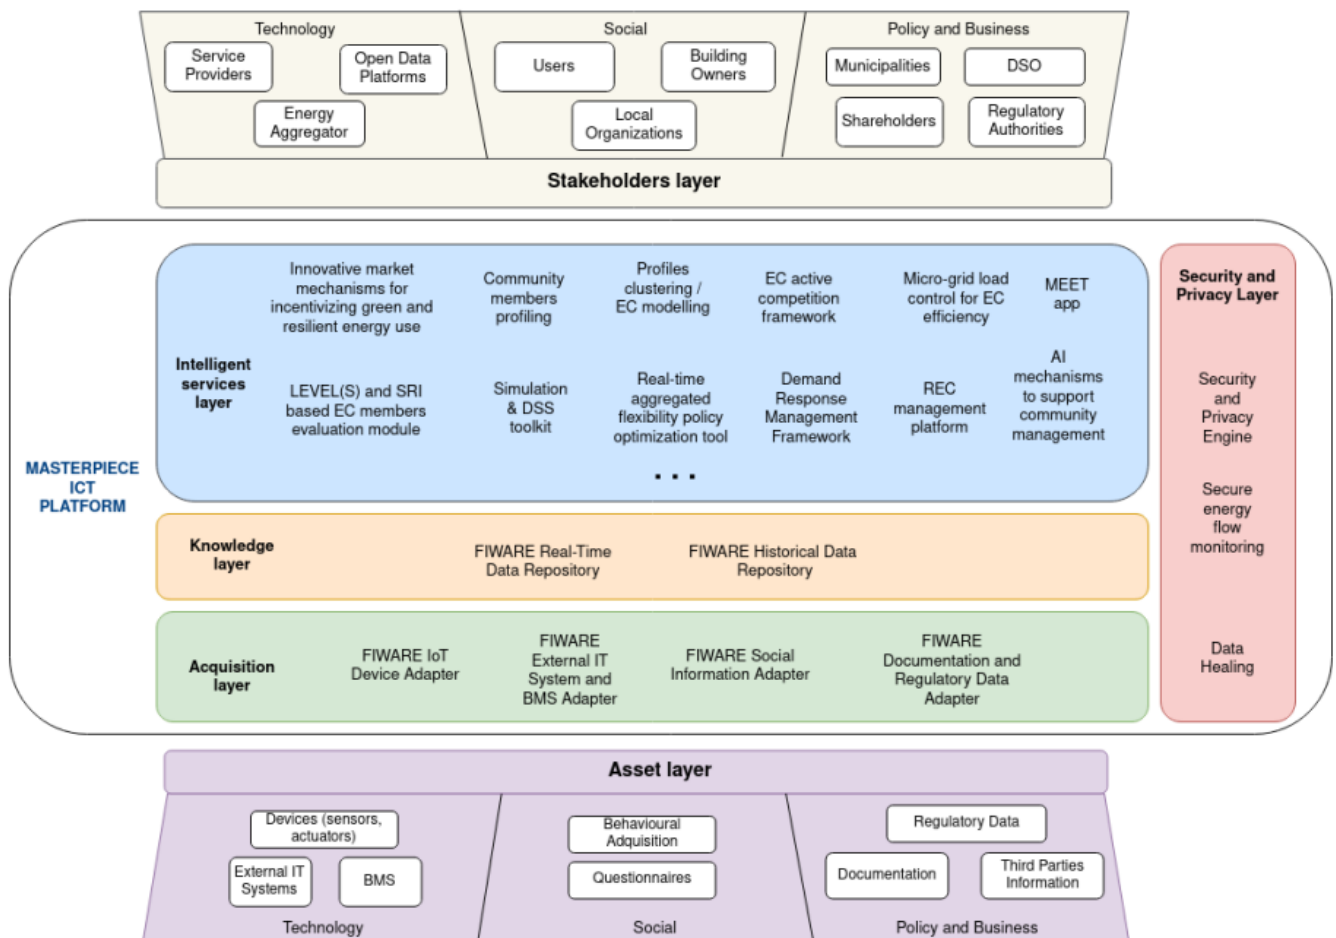 Technology
Service
Providers
Open Data
Platforms
Energy
Aggregator
Social
Users
Building
Owners
Local
Organizations
Policy and Business
Municipalities
DSO
Shareholders
Regulatory
Authorities
Stakeholders layer
MASTERPIECE
ICT
PLATFORM
Intelligent
services
layer
Innovative market
mechanisms for
incentivizing green and
resilient energy use
Community
members
profiling
Profiles
clustering /
EC modelling
EC active
competition
framework
Micro-grid load
control for EC
efficiency
MEET
app
LEVEL(S) and SRI
based EC members
evaluation module
Simulation
& DSS
toolkit
Real-time
aggregated
flexibility policy
optimization tool
Demand
Response
Management
Framework
REC
management
platform
AI
mechanisms
to support
community
management
. . .
Knowledge
layer
FIWARE Real-Time
Data Repository
FIWARE Historical Data
Repository
Acquisition
layer
FIWARE IoT
Device Adapter
FIWARE
External IT
System and
BMS Adapter
FIWARE Social
Information Adapter
FIWARE
Documentation and
Regulatory Data
Adapter
Security and
Privacy Layer
Security
and
Privacy
Engine
Secure
energy
flow
monitoring
Data
Healing
Asset layer
Devices (sensors,
actuators)
External IT
Systems
BMS
Technology
Behavioural
Adquisition
Questionnaires
Social
Regulatory Data
Documentation
Third Parties
Information
Policy and Business